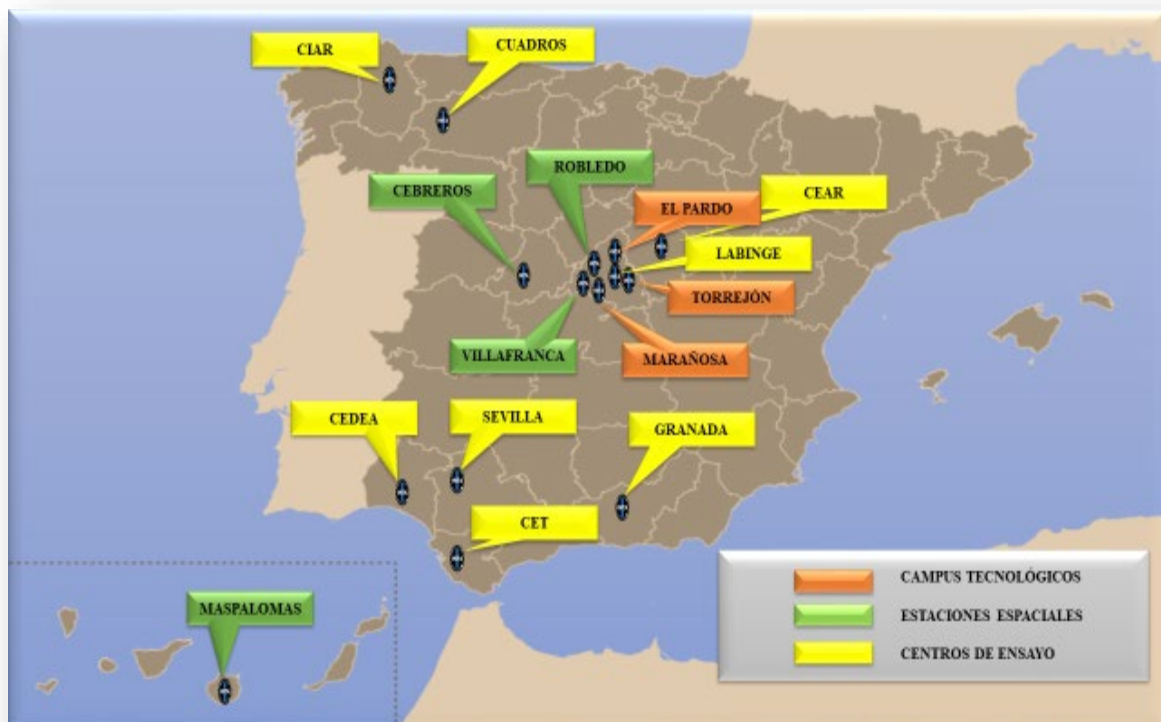 CIAR
CUADROS
ROBLEDO
CEBREROS
CEAR
EL PARDO
LABINGE
TORREJÓN
VILLAFRANCA
MARAÑOSA
CEDEA
SEVILLA
GRANADA
CET
MASPALOMAS
CAMPUS TECNOLÓGICOS
ESTACIONES ESPACIALES
CENTROS DE ENSAYO